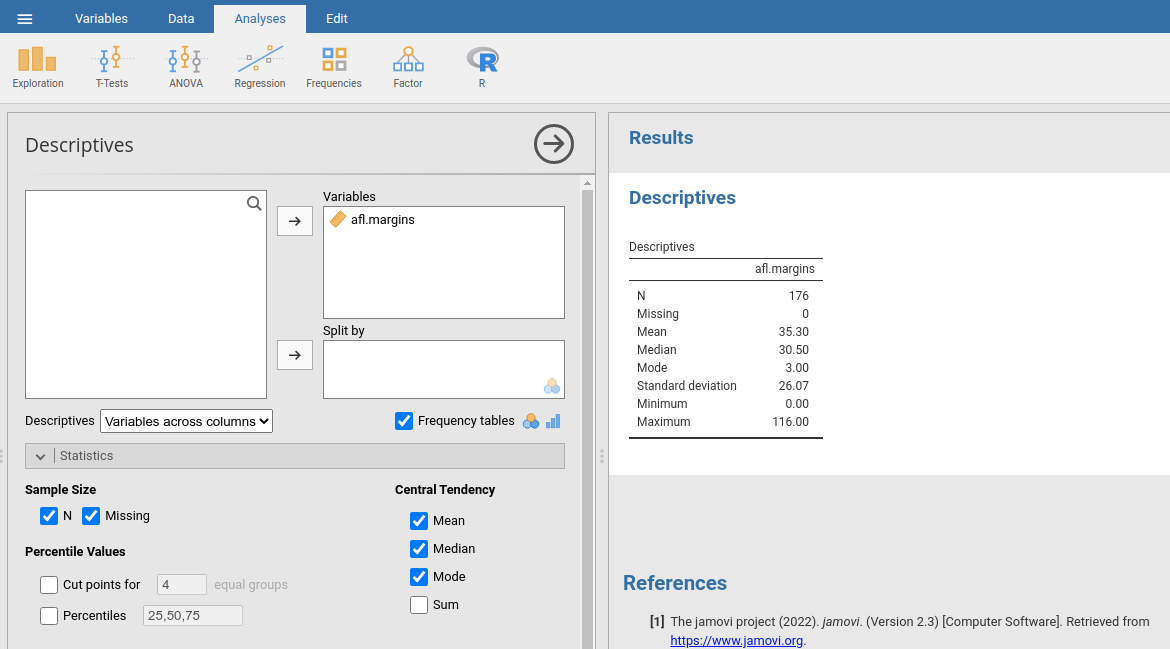 Variables Data Analyses Edit
Exploration T-Tests ANOVA Regression Frequencies Factor R
Descriptives
Variables
afl.margins
Split by
Descriptives Variables across columns Frequency tables
Statistics
Sample Size
N Missing
Percentile Values
Cut points for 4 equal groups
Percentiles 25,50,75
Central Tendency
Mean
Median
Mode
Sum
Results
Descriptives
Descriptives
afl.margins
N 176
Missing 0
Mean 35.30
Median 30.50
Mode 3.00
Standard deviation 26.07
Minimum 0.00
Maximum 116.00
References
[1] The jamovi project (2022). jamovi. (Version 2.3) [Computer Software]. Retrieved from
https://www.jamovi.org.